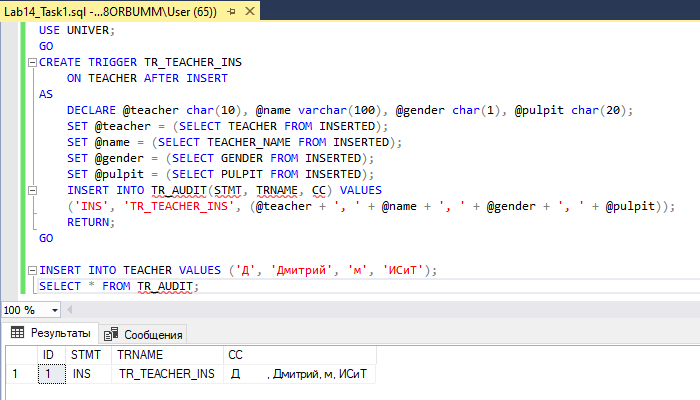 Lab14_Task1.sql -...8ORBUMM\User (65))
USE UNIVER;
GO
CREATE TRIGGER TR_TEACHER_INS
ON TEACHER AFTER INSERT
AS
DECLARE @teacher char(10), @name varchar(100), @gender char(1), @pulpit char(20);
SET @teacher = (SELECT TEACHER FROM INSERTED);
SET @name = (SELECT TEACHER_NAME FROM INSERTED);
SET @gender = (SELECT GENDER FROM INSERTED);
SET @pulpit = (SELECT PULPIT FROM INSERTED);
INSERT INTO TR_AUDIT(STMT, TRNAME, CC) VALUES
('INS', 'TR_TEACHER_INS', (@teacher + ', ' + @name + ', ' + @gender + ', ' + @pulpit));
RETURN;
GO
INSERT INTO TEACHER VALUES ('Д', 'Дмитрий', 'м', 'ИСиТ');
SELECT * FROM TR_AUDIT;
100 %
Результаты Сообщения
ID STMT TRNAME CC
1 1 INS TR_TEACHER_INS Д , Дмитрий, м, ИСиТ